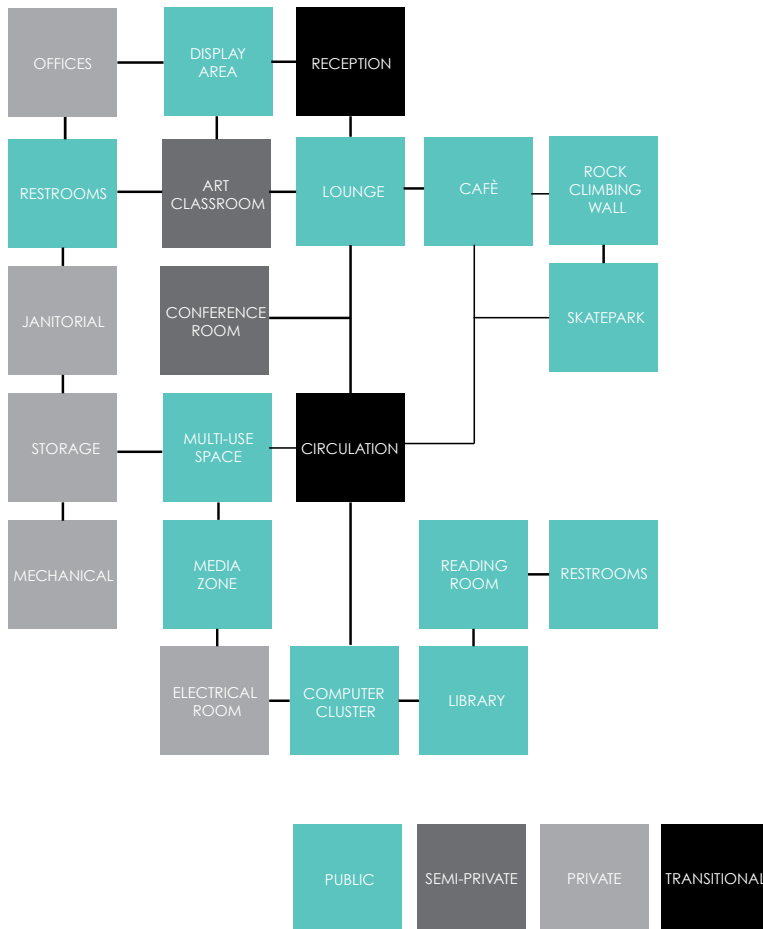 OFFICES
DISPLAY
AREA
RECEPTION
RESTROOMS
ART
CLASSROOM
LOUNGE
CAFÈ
ROCK
CLIMBING
WALL
JANITORIAL
CONFERENCE
ROOM
SKATEPARK
STORAGE
MULTI-USE
SPACE
CIRCULATION
MECHANICAL
MEDIA
ZONE
READING
ROOM
RESTROOMS
ELECTRICAL
ROOM
COMPUTER
CLUSTER
LIBRARY
PUBLIC
SEMI-PRIVATE
PRIVATE
TRANSITIONAL